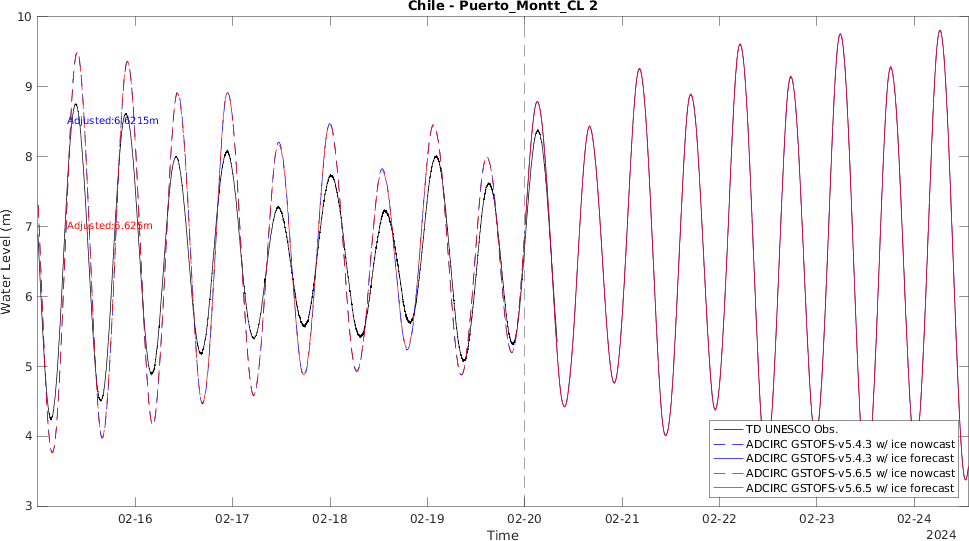 Chile - Puerto_Montt_CL 2
10
9
8
7
6
5
4
3
Water Level (m)
Adjusted:6.6215m
Adjusted:6.625m
TD UNESCO Obs.
ADCIRC GSTOFS-v5.4.3 w/ ice nowcast
ADCIRC GSTOFS-v5.4.3 w/ ice forecast
ADCIRC GSTOFS-v5.6.5 w/ ice nowcast
ADCIRC GSTOFS-v5.6.5 w/ ice forecast
02-16 02-17 02-18 02-19 02-20 02-21 02-22 02-23 02-24
Time
2024